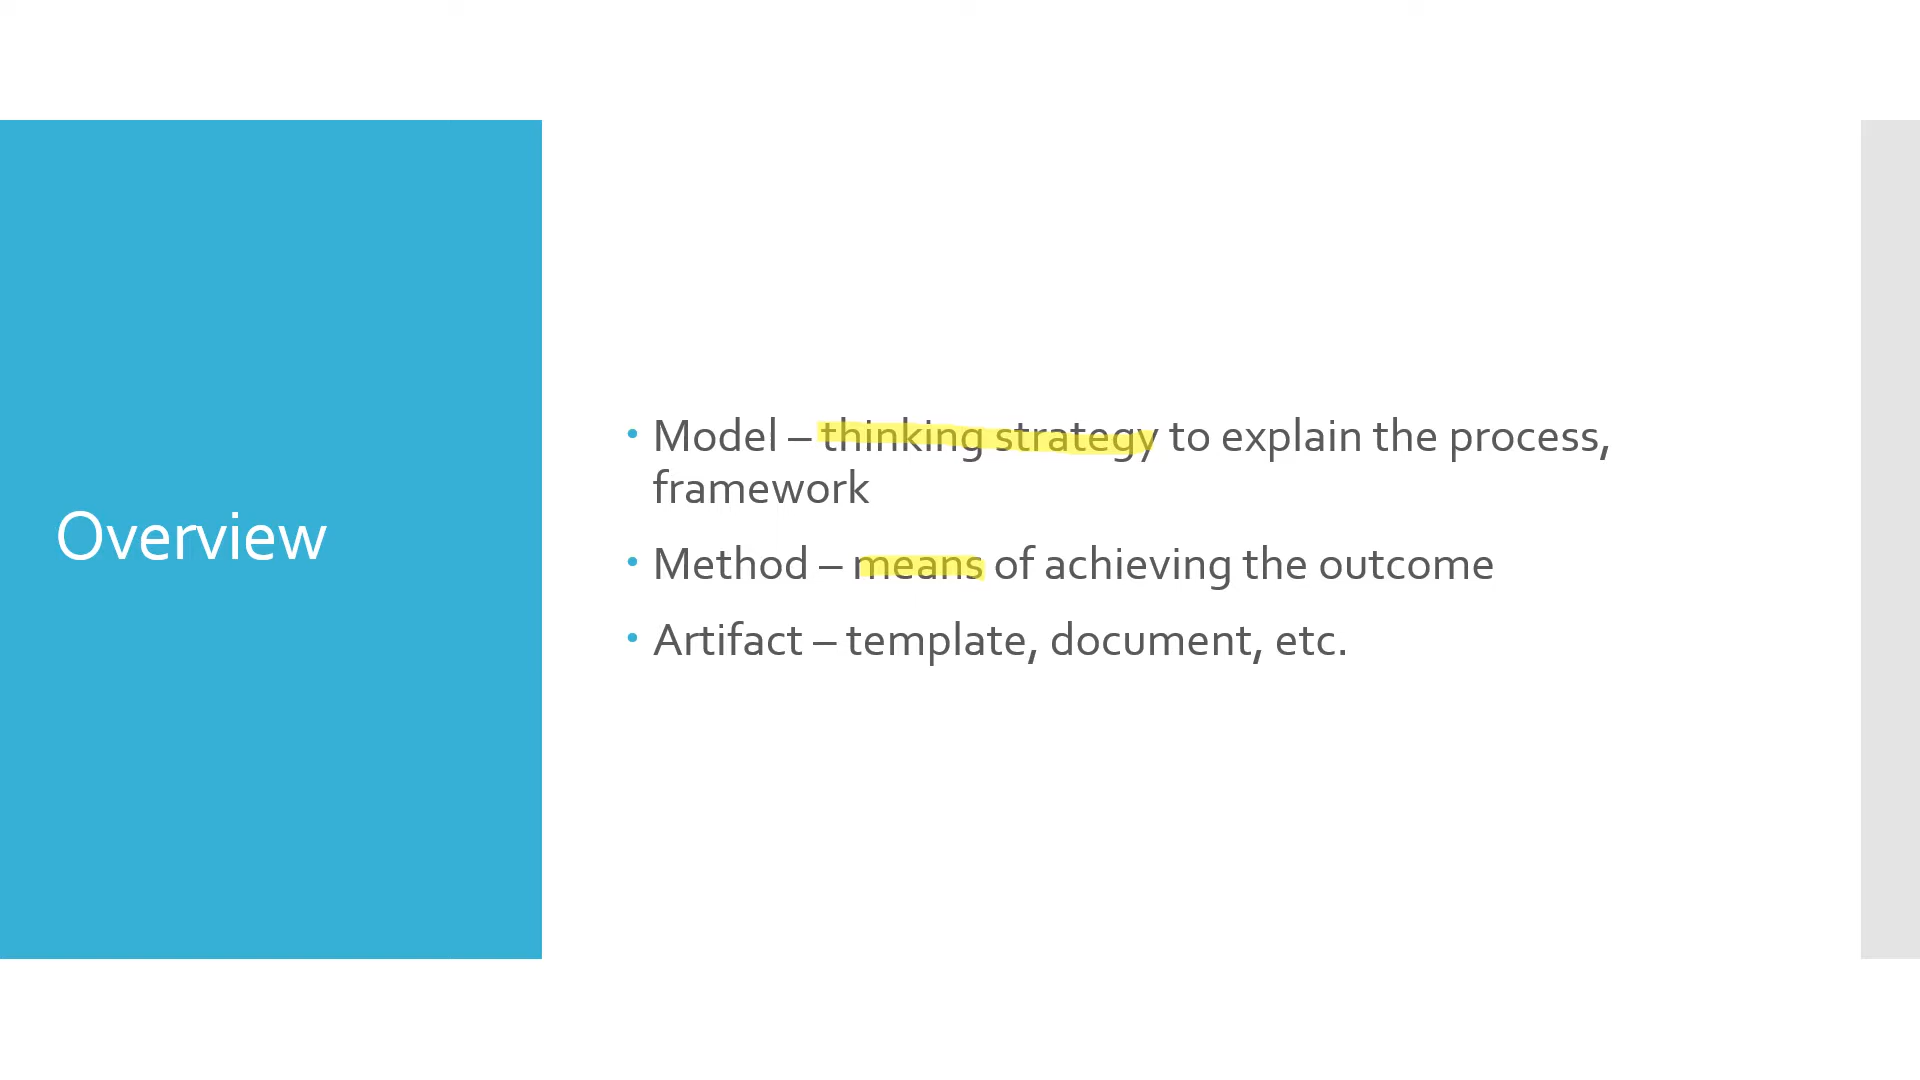 Overview
• Model – thinking strategy to explain the process,
framework
• Method – means of achieving the outcome
• Artifact – template, document, etc.